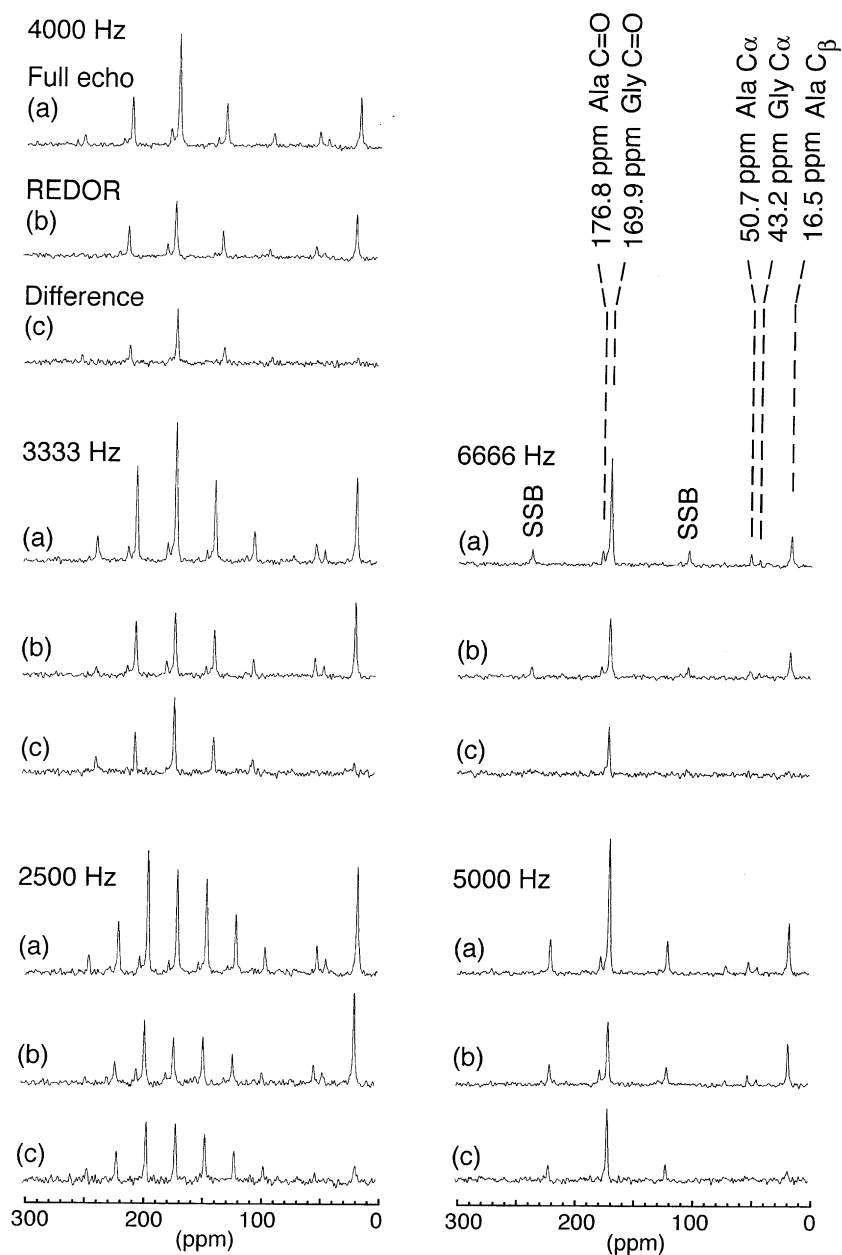 4000 Hz
Full echo
(a)
REDOR
(b)
Difference
(c)
3333 Hz
(a)
(b)
(c)
2500 Hz
(a)
(b)
(c)
300 200 100 0
(ppm)
176.8 ppm Ala C=O
169.9 ppm Gly C=O
50.7 ppm Ala Cα
43.2 ppm Gly Cα
16.5 ppm Ala Cβ
6666 Hz
SSB
SSB
(a)
(b)
(c)
5000 Hz
(a)
(b)
(c)
300 200 100 0
(ppm)